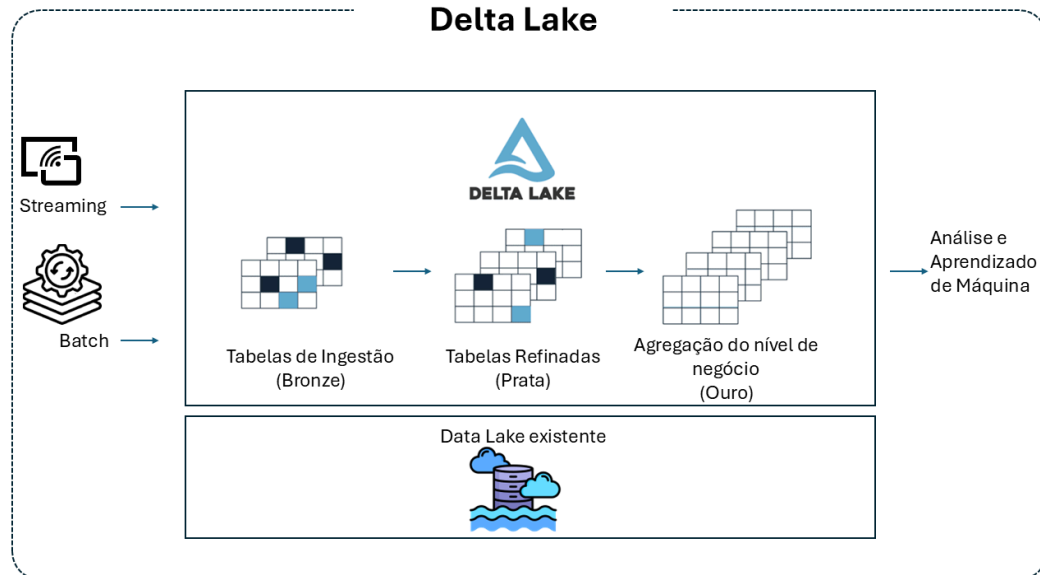 Delta Lake
DELTA LAKE
Streaming
Batch
Tabelas de Ingestão
(Bronze)
Tabelas Refinadas
(Prata)
Agregação do nível de
negócio
(Ouro)
Análise e
Aprendizado
de Máquina
Data Lake existente